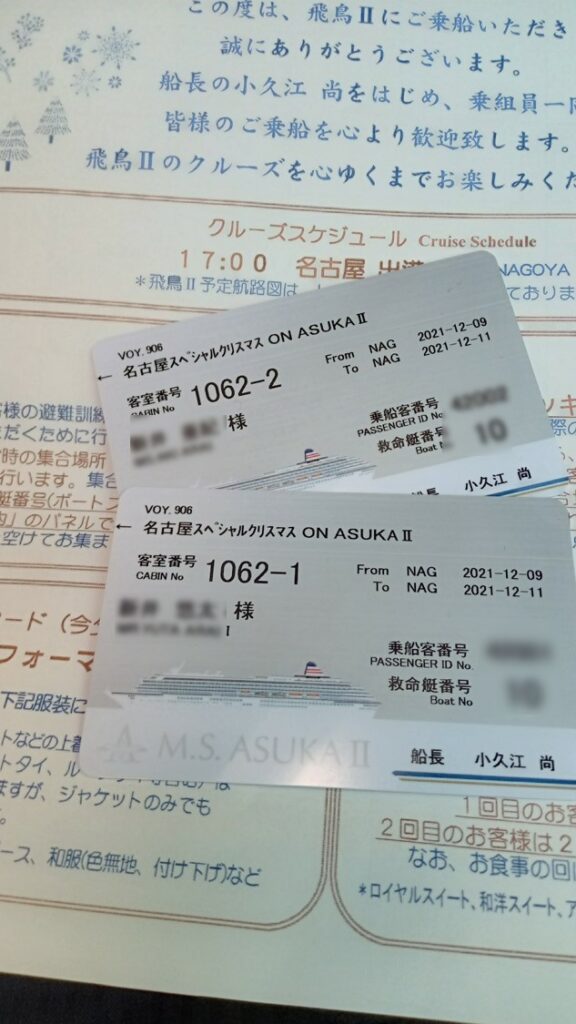 この度は、飛鳥Ⅱにご乗船いただき
誠にありがとうございます。
船長の小久江 尚をはじめ、乗組員一同
皆様のご乗船を心より歓迎致します。
飛鳥Ⅱのクルーズを心ゆくまでお楽しみくだ
クルーズスケジュール Cruise Schedule
17:00 名古屋 出港 NAGOYA
*飛鳥Ⅱ予定航路図は、 ておりま
VOY. 906
← 名古屋スペシャルクリスマス ON ASUKAⅡ
客室番号 1062-2
CABIN No
From NAG 2021-12-09
To NAG 2021-12-11
様
乗船客番号
PASSENGER ID No.
救命艇番号 10
Boat No
船長 小久江 尚
VOY. 906
← 名古屋スペシャルクリスマス ON ASUKAⅡ
客室番号 1062-1
CABIN No
From NAG 2021-12-09
To NAG 2021-12-11
様
乗船客番号
PASSENGER ID No.
救命艇番号 10
Boat No
M.S. ASUKAⅡ
船長 小久江 尚
客様の避難訓練
だくために行
時の集合場所
行います。集合
艇番号(ボート
内」のパネルで
空けてお集ま
ード(今夕
フォーマ
下記服装に
トなどの上着
ートタイ、ル
ますが、ジャケットのみでも
。
ース、和服(色無地、付け下げ)など
1回目のお客
2回目のお客様は2
なお、お食事の回
*ロイヤルスイート、和洋スイート、ア